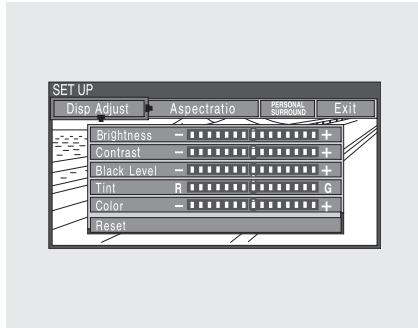 SET UP
Disp Adjust Aspectratio PERSONAL SURROUND Exit
Brightness − +
Contrast − +
Black Level − +
Tint R G
Color − +
Reset